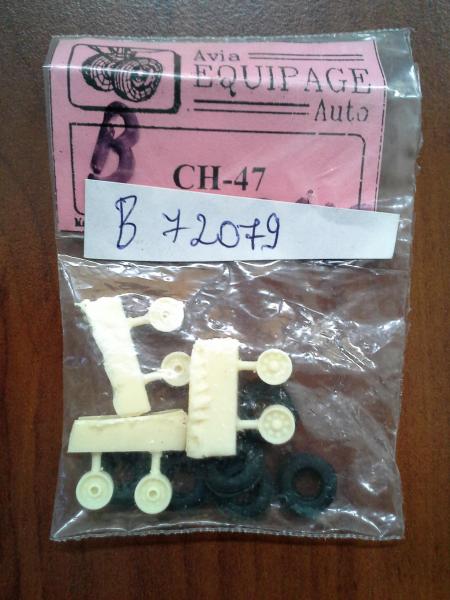 Avia
EQUIPAGE
Auto
B
CH-47
B 72079